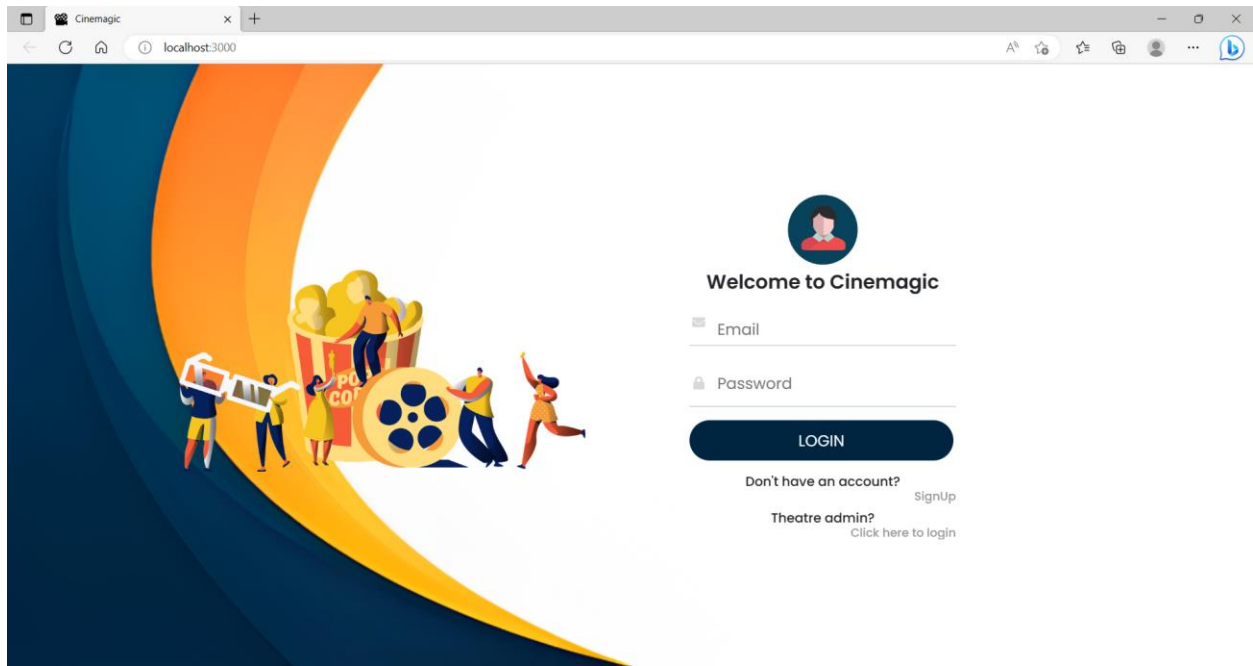 Cinemagic
localhost:3000
Welcome to Cinemagic
Email
Password
LOGIN
Don't have an account?
SignUp
Theatre admin?
Click here to login